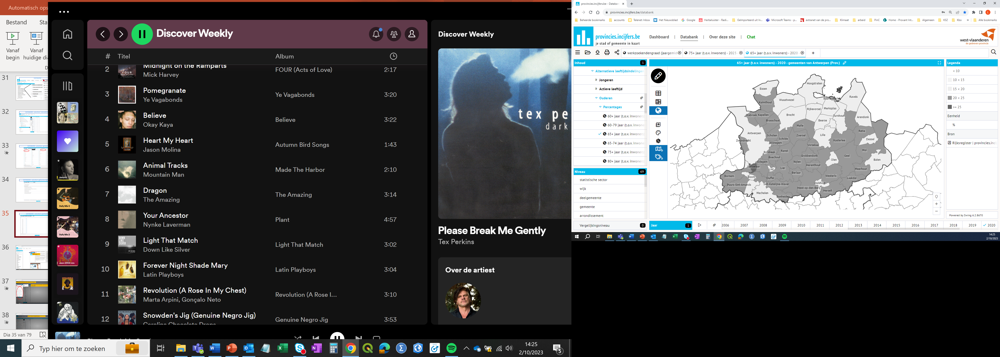 Automatisch ops
Bestand
Sta
Vanaf
begin
Vanaf
huidige dia
31
32
33
34
35
36
37
38
Dia 35 van 79
Discover Weekly
# Titel Album
2 Midnight on the Ramparts FOUR (Acts of Love) 2:17
Mick Harvey
3 Pomegranate Ye Vagabonds 3:20
Ye Vagabonds
4 Believe Believe 3:22
Okay Kaya
5 Heart My Heart Autumn Bird Songs 1:43
Jason Molina
6 Animal Tracks Made The Harbor 2:10
Mountain Man
7 Dragon The Amazing 3:14
The Amazing
8 Your Ancestor Plant 4:57
Nynke Laverman
9 Light That Match Light That Match 3:02
Down Like Silver
10 Forever Night Shade Mary Latin Playboys 3:04
Latin Playboys
11 Revolution (A Rose In My Chest) Revolution (A Rose I... 3:10
Marta Arpini, Gonçalo Neto
12 Snowden's Jig (Genuine Negro Jig) Genuine Negro Jig 3:53
Carolina Chocolate Drops
Jazzmix
Daily Mix 5
Daily Mix 2
Jaren 2000-mix
Discover Weekly
tex pe
dark
Please Break Me Gently
Tex Perkins
Over de artiest
Typ hier om te zoeken
14:25
2/10/2023
5
provincies.incijfers.be - Databan
provincies.incijfers.be/databank
Beheerde bookmarks accounts Telenet: Inbox Het Nieuwsblad Google Herbeluister - Radi... Geïmporteerd uit In... Microsoft Teams - p... extranet van de pro... Klimaat arbeid PinC Home - Provant Int... Algemeen KSZ Kbo » Alle bookmarks
provincies.incijfers.be
je stad of gemeente in kaart
Dashboard | Databank | Over deze site | Chat
west-vlaanderen
de gedreven provincie
werkzoekendengraad (jaargemid
75+ jaar (t.o.v. inwoners) - 2023 -
65+ jaar (t.o.v. inwoners) - 2020 -
Inhoud 1
Alternatieve leeftijdsindelingen
Jongeren
Actieve leeftijd
Ouderen
Percentages
60+ jaar (t.o.v. inwoners)
60-79 jaar (t.o.v. inwone
65+ jaar (t.o.v. inwoners)
65-74 jaar (t.o.v. inwone
75+ jaar (t.o.v. inwoners)
80+ jaar (t.o.v. inwoners)
Niveau 69
statistische sector
wijk
deelgemeente
gemeente
arrondissement
Vergelijkingsniveau 0
65+ jaar (t.o.v. inwoners) - 2020 - gemeenten van Antwerpen (Prov.)
Hoogstraten
Essen
Ravels
Baarle-Hertog
Wuustwezel
Kalmthout
Merksplas
Rijkevorsel
Stabroek
Kapellen
Brecht
Turnhout
Arendonk
Brasschaat
Beerse
Malle
Retie
Antwerpen
Schoten
Zoersel
Lille
Schilde
Dessel
Kasterlee
Zwijndrecht
Wijnegem
Vorselaar
Ranst
Mol
Borsbeek
Boechout
Grobbendonk
Geel
Olen
Balen
Edegem
Nijlen
Herenthout
Aartselaar
Lint
Lier
Meerhout
Berlaar
Bornem
Boom
Duffel
Westerlo
Laakdal
Puurs-Sint-Amands
Sint-Katelijne-Waver
Hulshout
Heist-op-den-Berg
Herselt
Mechelen
Bonheiden
Legenda
< 10
10 < 15
15 < 20
20 < 25
>= 25
Eenheid
%
Bron
Rijksregister | provincies.inci
Powered by Swing 6.2.8670
Jaar 1
2006 2007 2008 2009 2010 2011 2012 2013 2014 2015 2016 2017 2018 2019 2020
14:25
2/10/2023